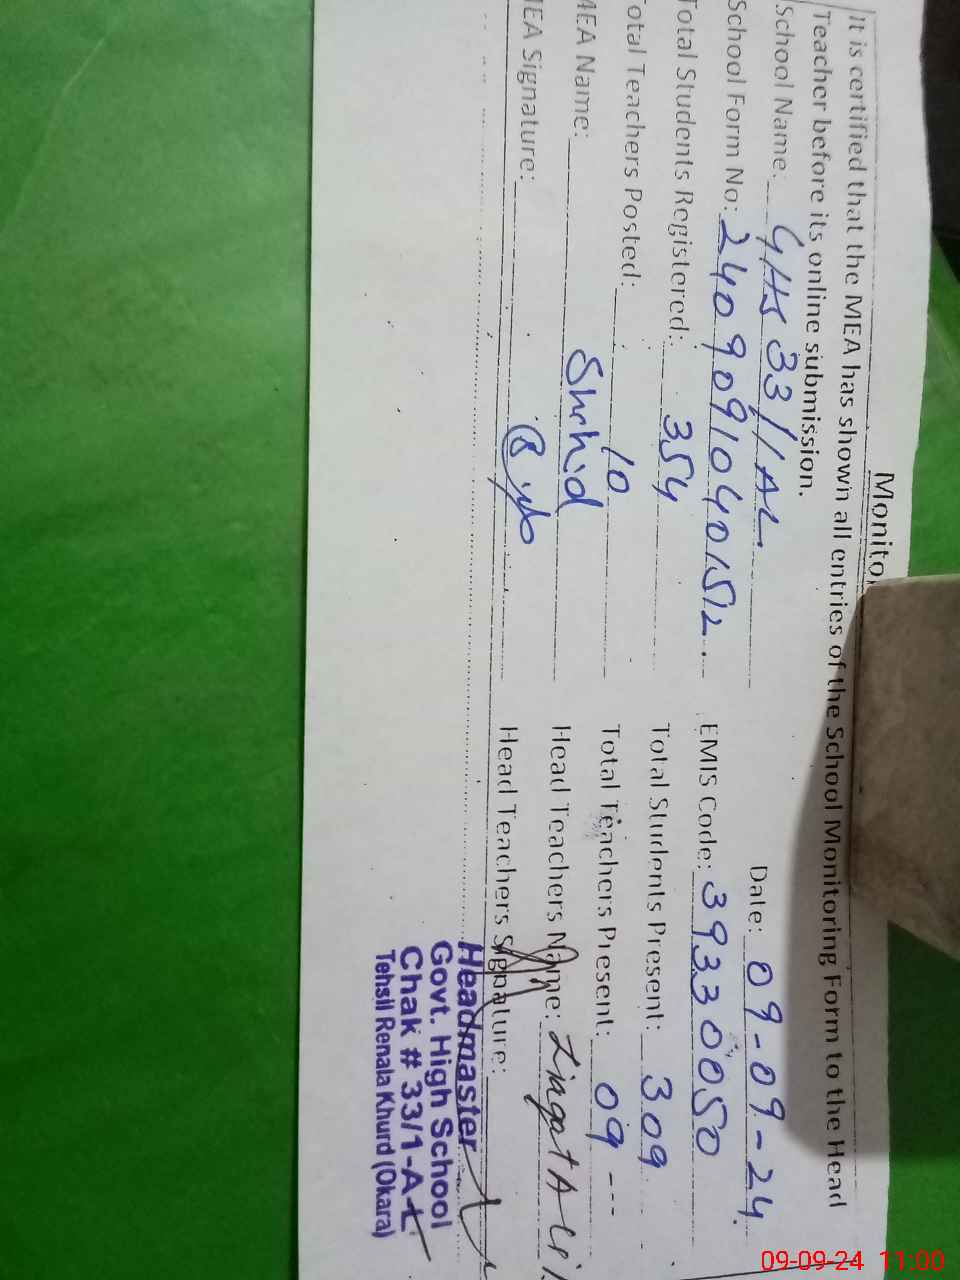 Monito
It is certified that the MEA has shown all entries of the School Monitoring Form to the Head
Teacher before its online submission.
School Name: GHS 33/1AL Date: 09-09-24.
School Form No: 24090910401512. EMIS Code: 39330050
Total Students Registered: 354 Total Students Present: 309
Total Teachers Posted: 10 Total Teachers Present: 09 ---
MEA Name: Shahid Head Teachers Name: Ali
MEA Signature: Head Teachers Signature:
Headmaster
Govt. High School
Chak # 33/1-AL
Tehsil Renala Khurd (Okara)
09-09-24 11:00